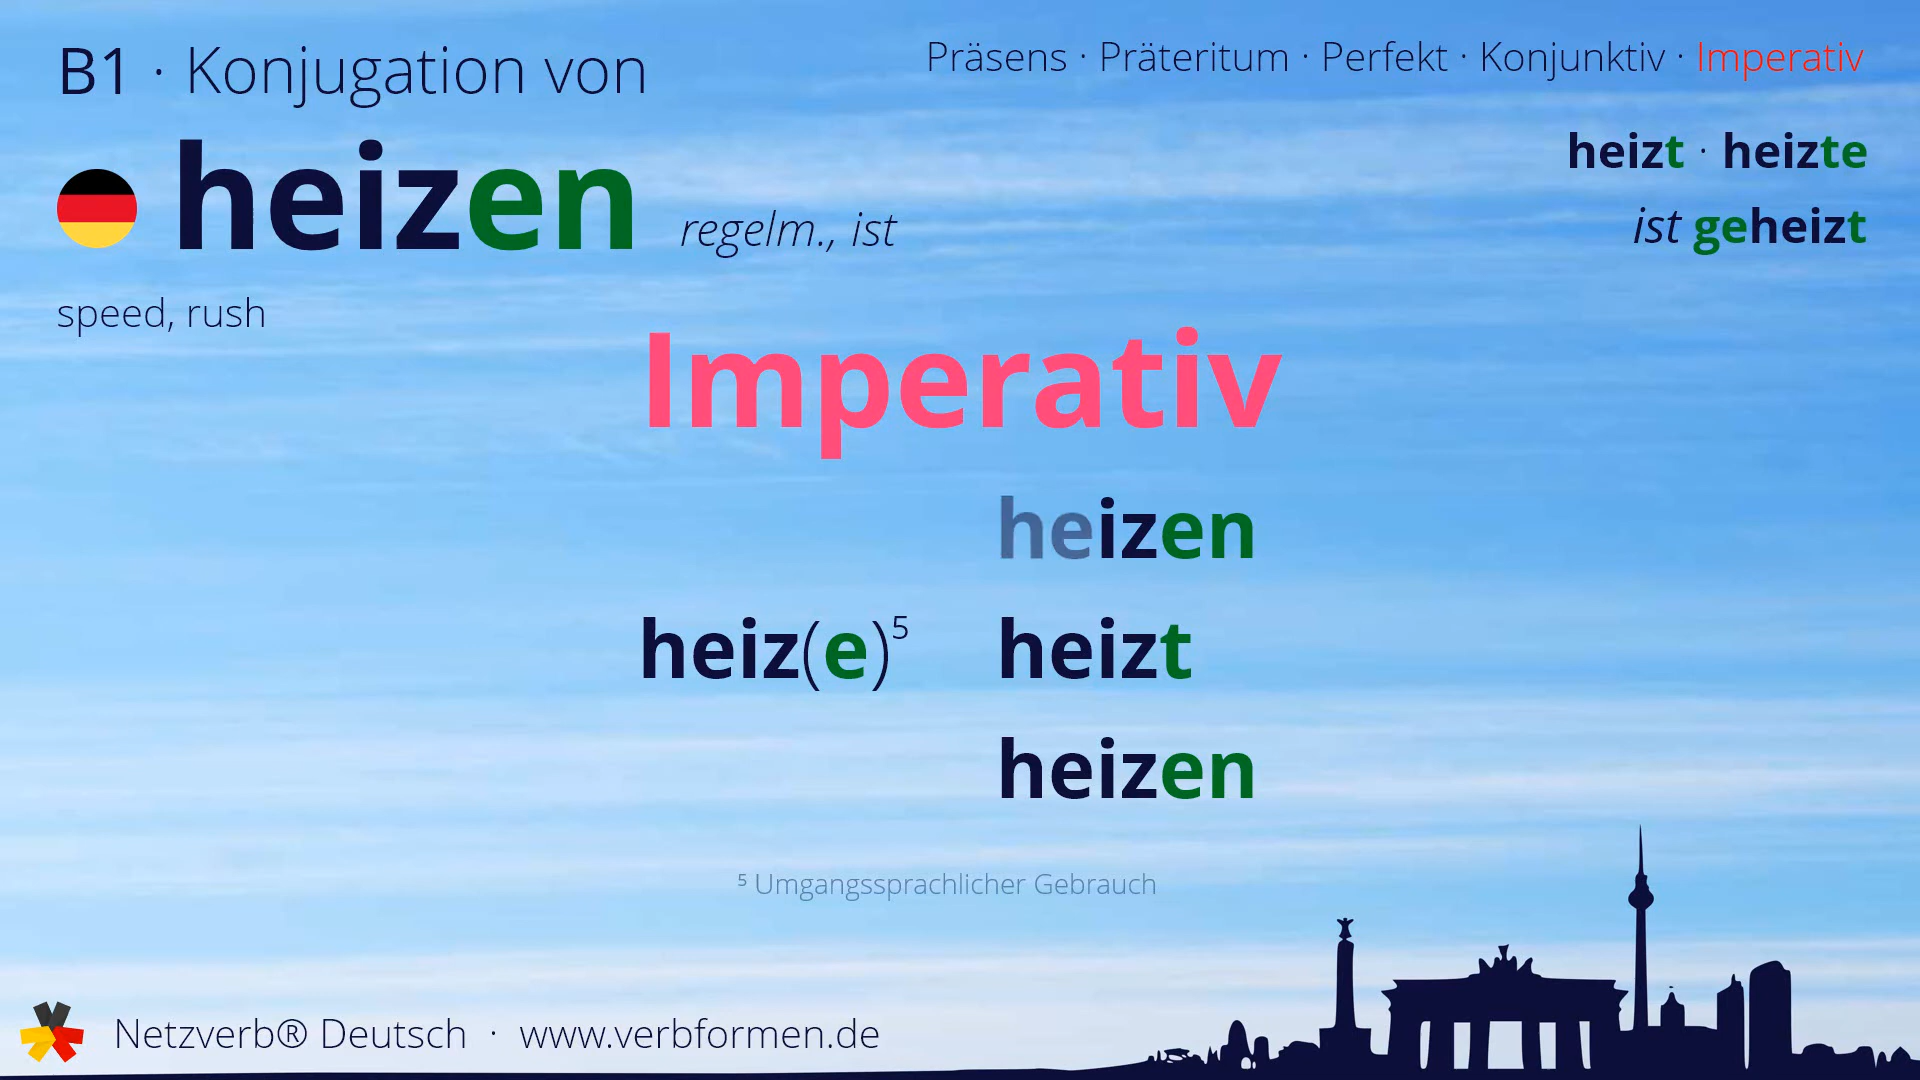 B1 · Konjugation von
Präsens · Präteritum · Perfekt · Konjunktiv · Imperativ
heizen regelm., ist
heizt · heizte
ist geheizt
speed, rush
Imperativ
heizen
heiz(e)⁵ heizt
heizen
⁵ Umgangssprachlicher Gebrauch
Netzverb® Deutsch · www.verbformen.de